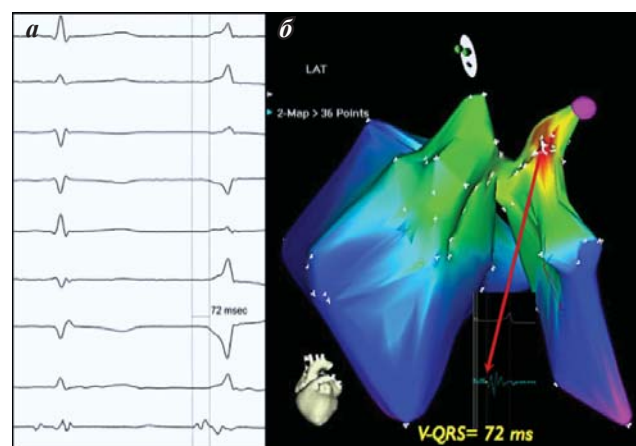 а
72 msec
б
LAT
2-Map > 36 Points
V-QRS= 72 ms